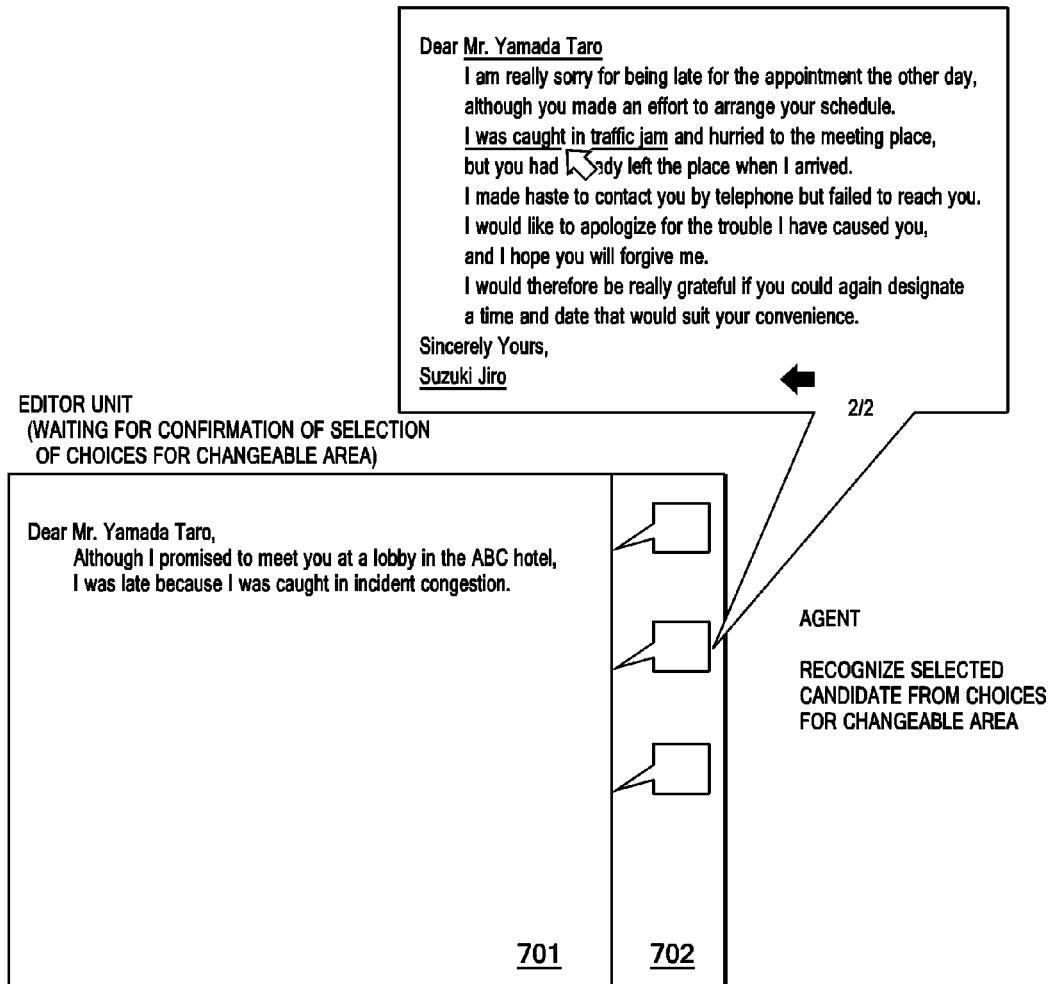 Dear Mr. Yamada Taro
I am really sorry for being late for the appointment the other day,
although you made an effort to arrange your schedule.
I was caught in traffic jam and hurried to the meeting place,
but you had ady left the place when I arrived.
I made haste to contact you by telephone but failed to reach you.
I would like to apologize for the trouble I have caused you,
and I hope you will forgive me.
I would therefore be really grateful if you could again designate
a time and date that would suit your convenience.
Sincerely Yours,
Suzuki Jiro
2/2
EDITOR UNIT
(WAITING FOR CONFIRMATION OF SELECTION
OF CHOICES FOR CHANGEABLE AREA)
Dear Mr. Yamada Taro,
Although I promised to meet you at a lobby in the ABC hotel,
I was late because I was caught in incident congestion.
AGENT
RECOGNIZE SELECTED
CANDIDATE FROM CHOICES
FOR CHANGEABLE AREA
701
702